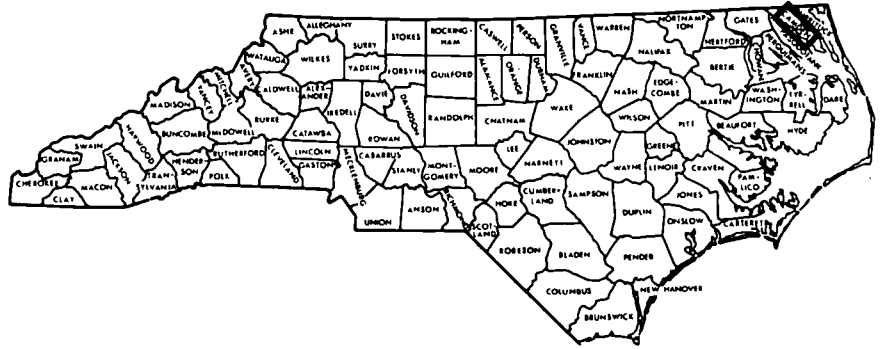 ASHE
ALLEGHANY
SURRY
STOKES
ROCKING-
HAM
CASWELL
PERSON
GRANVILLE
VANCE
WARREN
NORTHAMP
TON
GATES
HERTFORD
HALIFAX
WATAUGA
WILKES
YADKIN
FORSYTH
GUILFORD
ALAMANCE
ORANGE
DURHAM
FRANKLIN
NASH
EDGE-
COMBE
BERTIE
CHOWAN
MITCHELL
AVERY
CALDWELL
ALEX-
ANDER
IREDELL
DAVIE
DAVIDSON
RANDOLPH
CHATHAM
WAKE
WILSON
MARTIN
WASH-
INGTON
TYR-
RELL
DARE
MADISON
YANCEY
BURKE
CATAWBA
ROWAN
PITT
BEAUFORT
HYDE
HAYWOOD
BUNCOMBE
McDOWELL
LINCOLN
CABARRUS
LEE
JOHNSTON
GREENE
SWAIN
GRAHAM
JACKSON
HENDER-
SON
RUTHERFORD
CLEVELAND
GASTON
MECKLENBURG
STANLY
MONT-
GOMERY
MOORE
HARNETT
WAYNE
LENOIR
CRAVEN
PAM-
LICO
CHEROKEE
CLAY
MACON
TRAN-
SYLVANIA
POLK
UNION
ANSON
RICHMOND
SCOT-
LAND
HOKE
CUMBER-
LAND
SAMPSON
DUPLIN
JONES
ONSLOW
CARTERET
ROBESON
BLADEN
PENDER
COLUMBUS
NEW HANOVER
BRUNSWICK